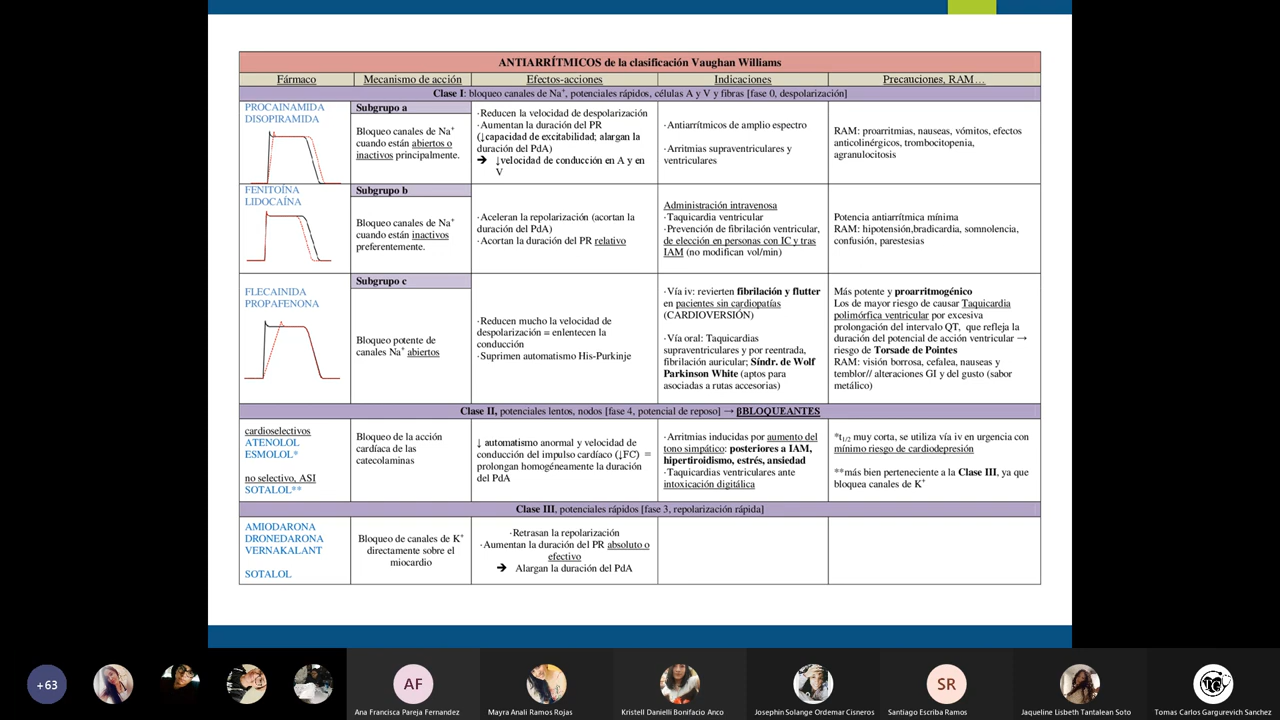 ANTIARRÍTMICOS de la clasificación Vaughan Williams
Fármaco
Mecanismo de acción
Efectos-acciones
Indicaciones
Precauciones, RAM…
Clase I: bloqueo canales de Na+, potenciales rápidos, células A y V y fibras [fase 0, despolarización]
PROCAINAMIDA
DISOPIRAMIDA
Subgrupo a
Bloqueo canales de Na+
cuando están abiertos o
inactivos principalmente.
·Reducen la velocidad de despolarización
·Aumentan la duración del PR
(↓capacidad de excitabilidad; alargan la
duración del PdA)
➔ ↓velocidad de conducción en A y en
V
·Antiarrítmicos de amplio espectro
·Arritmias supraventriculares y
ventriculares
RAM: proarritmias, nauseas, vómitos, efectos
anticolinérgicos, trombocitopenia,
agranulocitosis
FENITOÍNA
LIDOCAÍNA
Subgrupo b
Bloqueo canales de Na+
cuando están inactivos
preferentemente.
·Aceleran la repolarización (acortan la
duración del PdA)
·Acortan la duración del PR relativo
Administración intravenosa
·Taquicardia ventricular
·Prevención de fibrilación ventricular,
de elección en personas con IC y tras
IAM (no modifican vol/min)
Potencia antiarrítmica mínima
RAM: hipotensión,bradicardia, somnolencia,
confusión, parestesias
FLECAINIDA
PROPAFENONA
Subgrupo c
Bloqueo potente de
canales Na+ abiertos
·Reducen mucho la velocidad de
despolarización = enlentecen la
conducción
·Suprimen automatismo His-Purkinje
·Vía iv: revierten fibrilación y flutter
en pacientes sin cardiopatías
(CARDIOVERSIÓN)
·Vía oral: Taquicardias
supraventriculares y por reentrada,
fibrilación auricular; Síndr. de Wolf
Parkinson White (aptos para
asociadas a rutas accesorias)
Más potente y proarritmogénico
Los de mayor riesgo de causar Taquicardia
polimórfica ventricular por excesiva
prolongación del intervalo QT, que refleja la
duración del potencial de acción ventricular →
riesgo de Torsade de Pointes
RAM: visión borrosa, cefalea, nauseas y
temblor// alteraciones GI y del gusto (sabor
metálico)
Clase II, potenciales lentos, nodos [fase 4, potencial de reposo] → βBLOQUEANTES
cardioselectivos
ATENOLOL
ESMOLOL*
no selectivo, ASI
SOTALOL**
Bloqueo de la acción
cardíaca de las
catecolaminas
↓ automatismo anormal y velocidad de
conducción del impulso cardíaco (↓FC) =
prolongan homogéneamente la duración
del PdA
·Arritmias inducidas por aumento del
tono simpático: posteriores a IAM,
hipertiroidismo, estrés, ansiedad
·Taquicardias ventriculares ante
intoxicación digitálica
*t1/2 muy corta, se utiliza vía iv en urgencia con
mínimo riesgo de cardiodepresión
**más bien perteneciente a la Clase III, ya que
bloquea canales de K+
Clase III, potenciales rápidos [fase 3, repolarización rápida]
AMIODARONA
DRONEDARONA
VERNAKALANT
SOTALOL
Bloqueo de canales de K+
directamente sobre el
miocardio
·Retrasan la repolarización
·Aumentan la duración del PR absoluto o
efectivo
➔ Alargan la duración del PdA
+63
AF
SR
Ana Francisca Pareja Fernandez
Mayra Anali Ramos Rojas
Kristell Danielli Bonifacio Anco
Josephin Solange Ordemar Cisneros
Santiago Escriba Ramos
Jaqueline Lisbeth Tantalean Soto
Tomas Carlos Gargurevich Sanchez